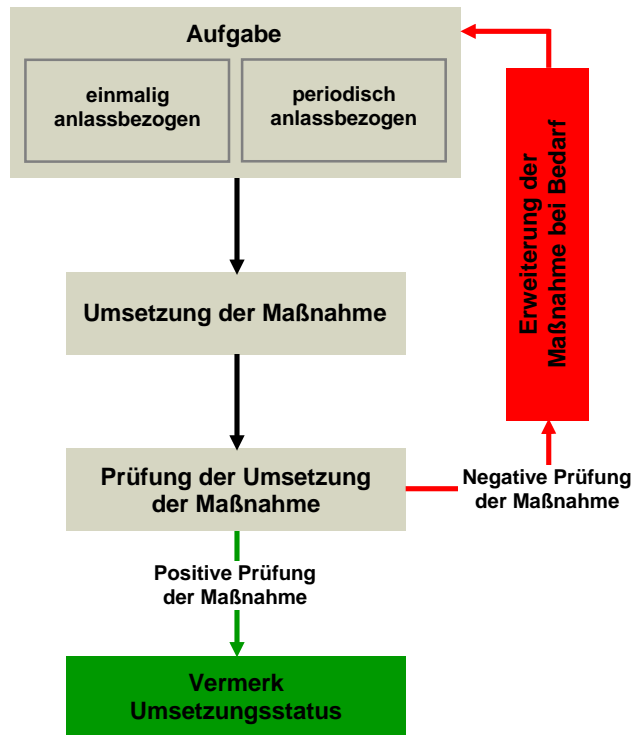 Aufgabe
einmalig
anlassbezogen
periodisch
anlassbezogen
Erweiterung der
Maßnahme bei Bedarf
Umsetzung der Maßnahme
Prüfung der Umsetzung
der Maßnahme
Negative Prüfung
der Maßnahme
Positive Prüfung
der Maßnahme
Vermerk
Umsetzungsstatus